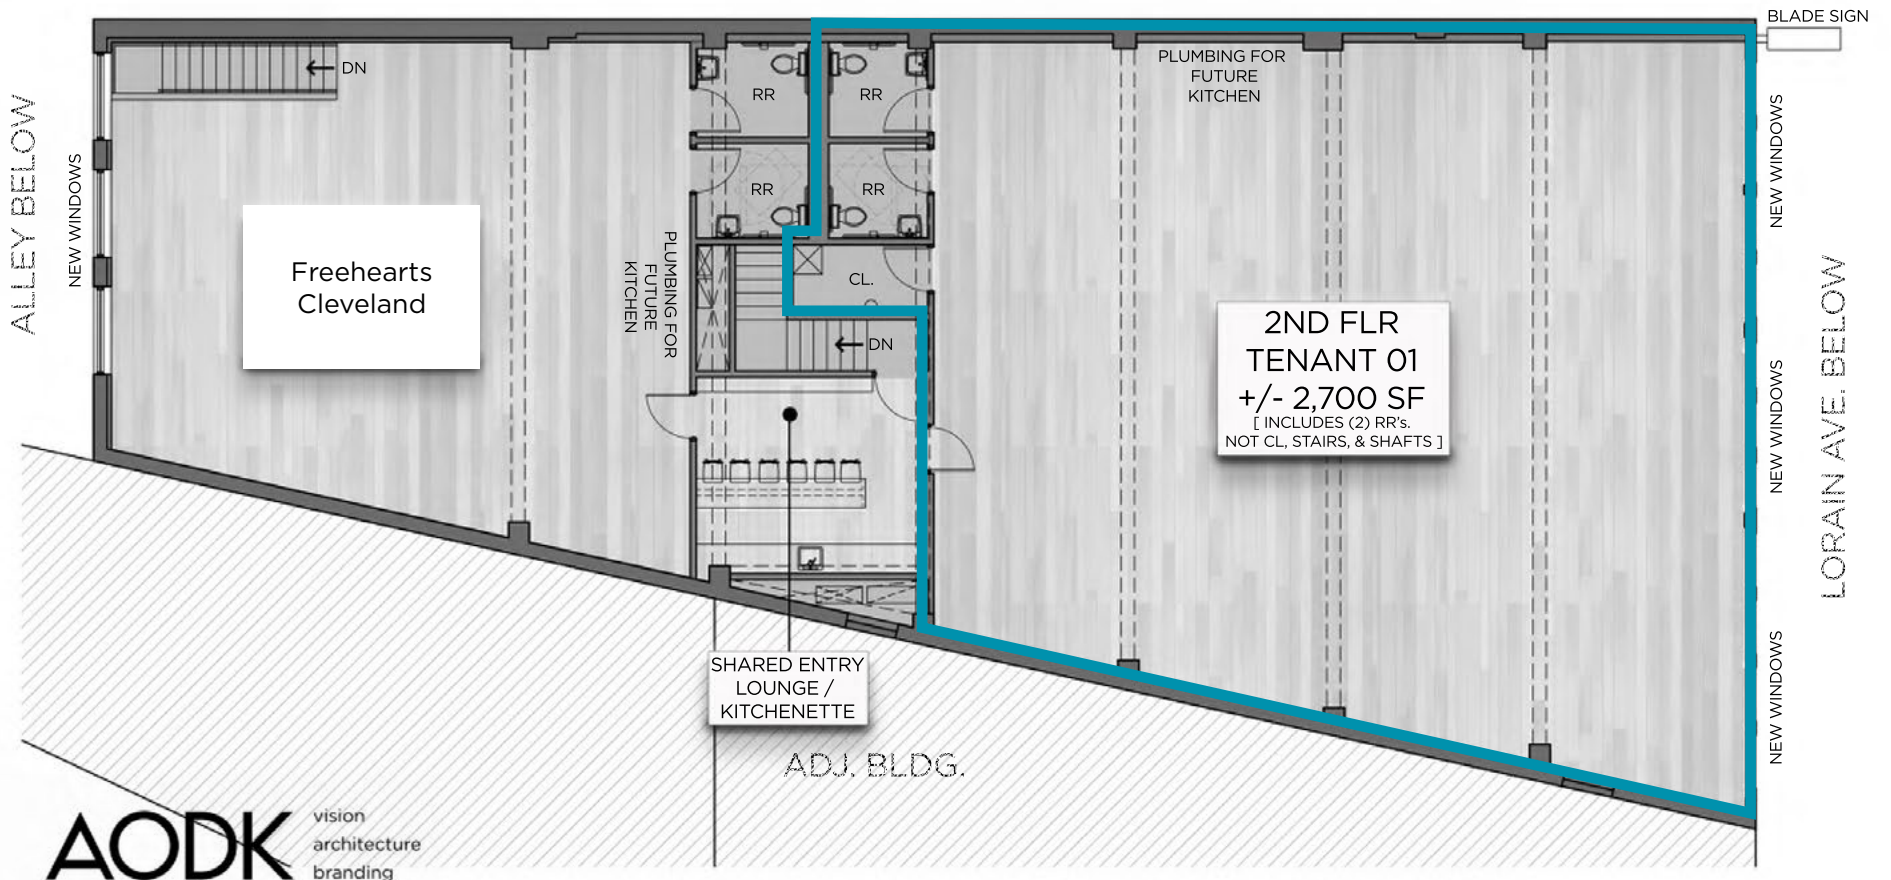 BLADE SIGN
PLUMBING FOR
FUTURE
KITCHEN
DN
RR
RR
RR
RR
ALLEY BELOW
NEW WINDOWS
NEW WINDOWS
Freehearts
Cleveland
PLUMBING FOR
FUTURE
KITCHEN
CL.
DN
2ND FLR
TENANT 01
+/- 2,700 SF
[ INCLUDES (2) RR's.
NOT CL, STAIRS, & SHAFTS ]
NEW WINDOWS
LORAN AVE. BELOW
NEW WINDOWS
SHARED ENTRY
LOUNGE /
KITCHENETTE
ADJ. BLDG.
AODK
vision
architecture
branding